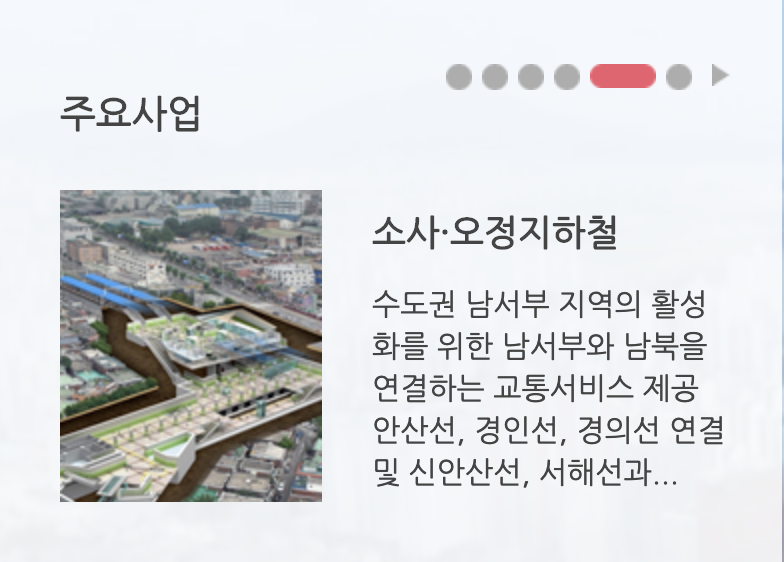 주요사업
소사·오정지하철
수도권 남서부 지역의 활성
화를 위한 남서부와 남북을
연결하는 교통서비스 제공
안산선, 경인선, 경의선 연결
및 신안산선, 서해선과...